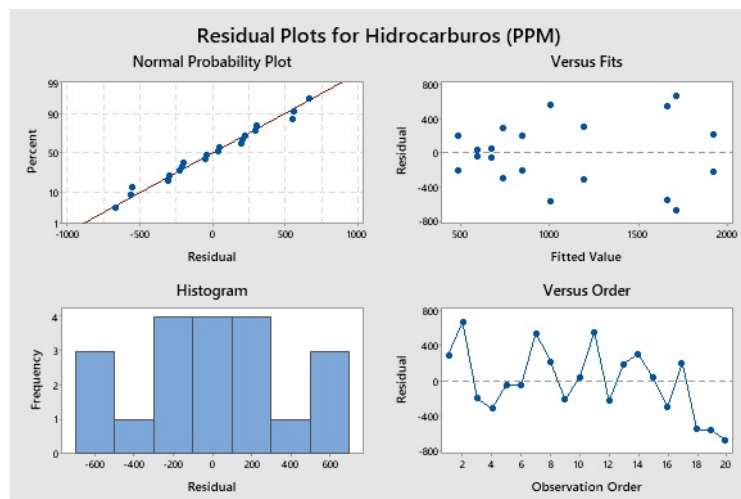 Residual Plots for Hidrocarburos (PPM)
Normal Probability Plot
99
90
50
10
1
Percent
-1000 -500 0 500 1000
Residual
Versus Fits
800
400
0
-400
-800
Residual
500 1000 1500 2000
Fitted Value
Histogram
4
3
2
1
0
Frequency
-600 -400 -200 0 200 400 600
Residual
Versus Order
800
400
0
-400
-800
Residual
2 4 6 8 10 12 14 16 18 20
Observation Order